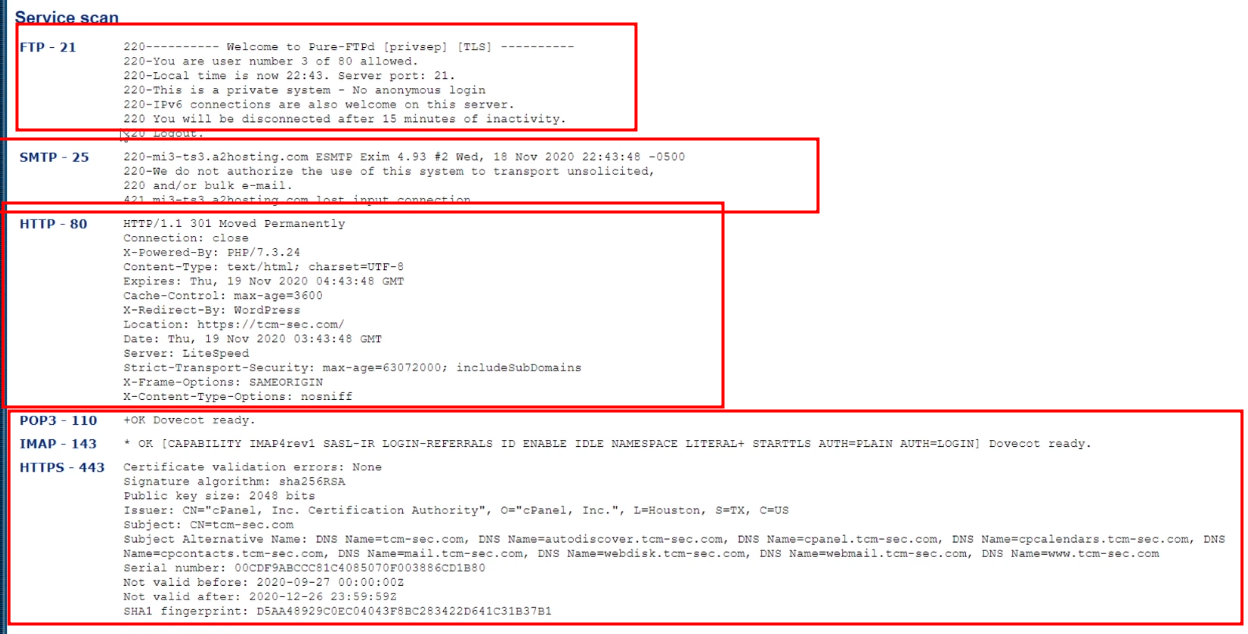 Service scan
FTP - 21 220---------- Welcome to Pure-FTPd [privsep] [TLS] ----------
220-You are user number 3 of 80 allowed.
220-Local time is now 22:43. Server port: 21.
220-This is a private system - No anonymous login
220-IPv6 connections are also welcome on this server.
220 You will be disconnected after 15 minutes of inactivity.
220 Logout.
SMTP - 25 220-mi3-ts3.a2hosting.com ESMTP Exim 4.93 #2 Wed, 18 Nov 2020 22:43:48 -0500
220-We do not authorize the use of this system to transport unsolicited,
220 and/or bulk e-mail.
421 mi3-ts3.a2hosting.com lost input connection
HTTP - 80 HTTP/1.1 301 Moved Permanently
Connection: close
X-Powered-By: PHP/7.3.24
Content-Type: text/html; charset=UTF-8
Expires: Thu, 19 Nov 2020 04:43:48 GMT
Cache-Control: max-age=3600
X-Redirect-By: WordPress
Location: https://tcm-sec.com/
Date: Thu, 19 Nov 2020 03:43:48 GMT
Server: LiteSpeed
Strict-Transport-Security: max-age=63072000; includeSubDomains
X-Frame-Options: SAMEORIGIN
X-Content-Type-Options: nosniff
POP3 - 110 +OK Dovecot ready.
IMAP - 143 * OK [CAPABILITY IMAP4rev1 SASL-IR LOGIN-REFERRALS ID ENABLE IDLE NAMESPACE LITERAL+ STARTTLS AUTH=PLAIN AUTH=LOGIN] Dovecot ready.
HTTPS - 443 Certificate validation errors: None
Signature algorithm: sha256RSA
Public key size: 2048 bits
Issuer: CN="cPanel, Inc. Certification Authority", O="cPanel, Inc.", L=Houston, S=TX, C=US
Subject: CN=tcm-sec.com
Subject Alternative Name: DNS Name=tcm-sec.com, DNS Name=autodiscover.tcm-sec.com, DNS Name=cpanel.tcm-sec.com, DNS Name=cpcalendars.tcm-sec.com, DNS
Name=cpcontacts.tcm-sec.com, DNS Name=mail.tcm-sec.com, DNS Name=webdisk.tcm-sec.com, DNS Name=webmail.tcm-sec.com, DNS Name=www.tcm-sec.com
Serial number: 00CDF9ABCCC81C4085070F003886CD1B80
Not valid before: 2020-09-27 00:00:00Z
Not valid after: 2020-12-26 23:59:59Z
SHA1 fingerprint: D5AA48929C0EC04043F8BC283422D641C31B37B1